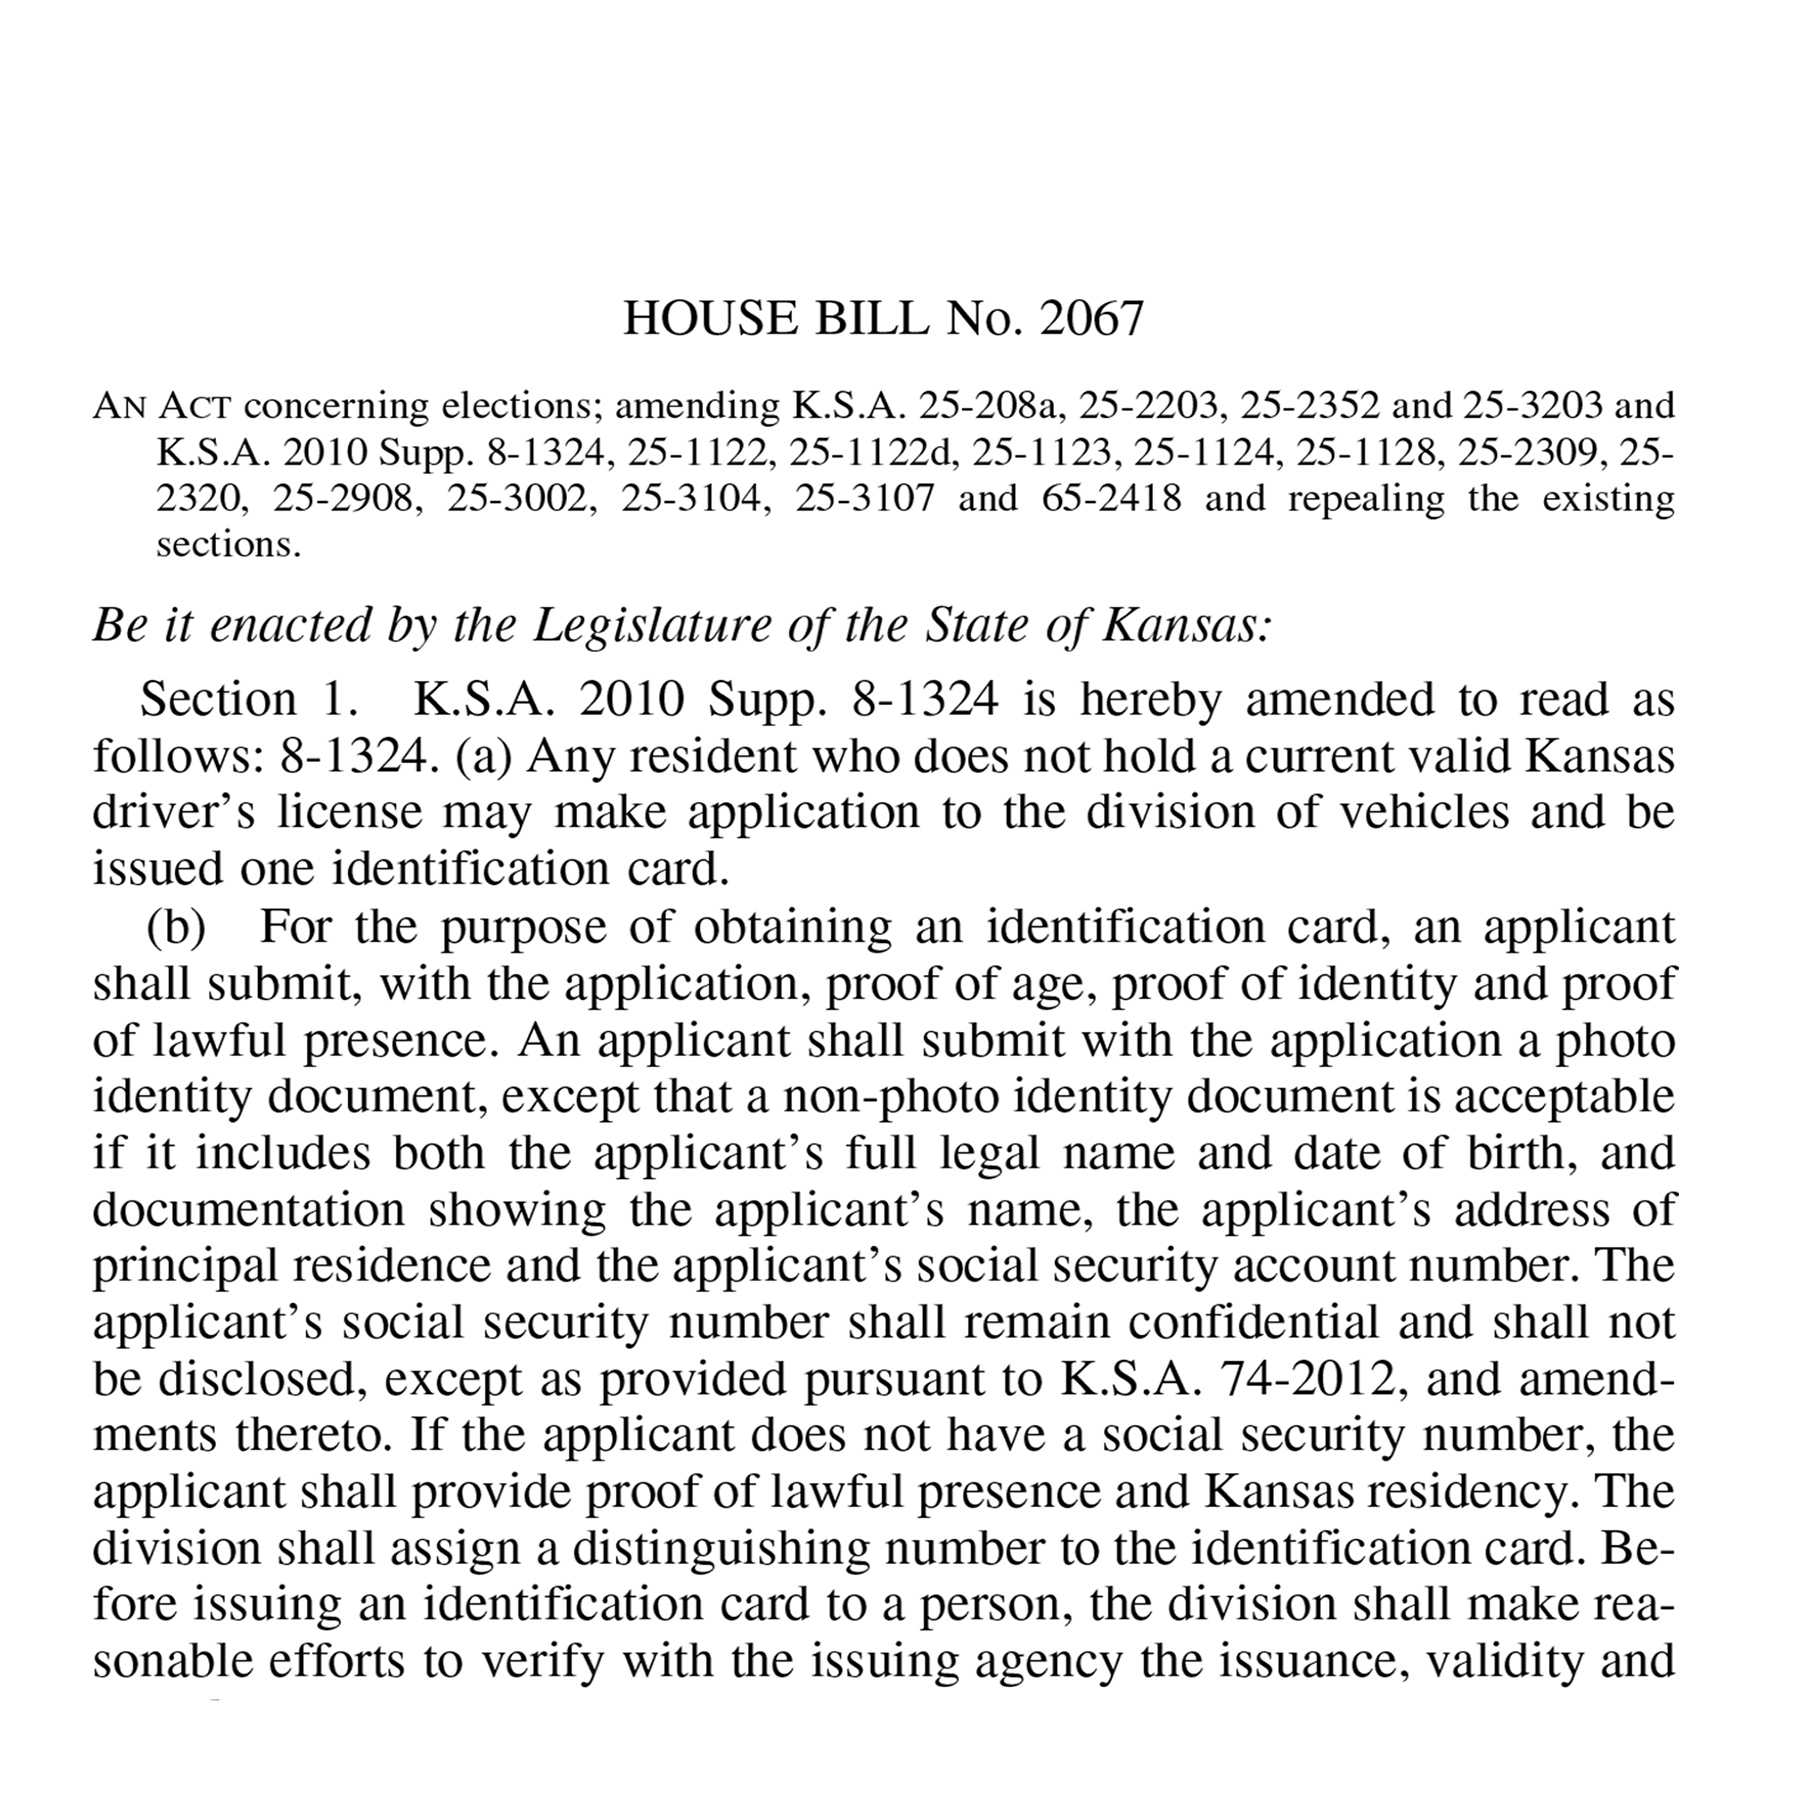 HOUSE BILL No. 2067
AN ACT concerning elections; amending K.S.A. 25-208a, 25-2203, 25-2352 and 25-3203 and
K.S.A. 2010 Supp. 8-1324, 25-1122, 25-1122d, 25-1123, 25-1124, 25-1128, 25-2309, 25-
2320, 25-2908, 25-3002, 25-3104, 25-3107 and 65-2418 and repealing the existing
sections.
Be it enacted by the Legislature of the State of Kansas:
Section 1. K.S.A. 2010 Supp. 8-1324 is hereby amended to read as
follows: 8-1324. (a) Any resident who does not hold a current valid Kansas
driver’s license may make application to the division of vehicles and be
issued one identification card.
(b) For the purpose of obtaining an identification card, an applicant
shall submit, with the application, proof of age, proof of identity and proof
of lawful presence. An applicant shall submit with the application a photo
identity document, except that a non-photo identity document is acceptable
if it includes both the applicant’s full legal name and date of birth, and
documentation showing the applicant’s name, the applicant’s address of
principal residence and the applicant’s social security account number. The
applicant’s social security number shall remain confidential and shall not
be disclosed, except as provided pursuant to K.S.A. 74-2012, and amend-
ments thereto. If the applicant does not have a social security number, the
applicant shall provide proof of lawful presence and Kansas residency. The
division shall assign a distinguishing number to the identification card. Be-
fore issuing an identification card to a person, the division shall make rea-
sonable efforts to verify with the issuing agency the issuance, validity and